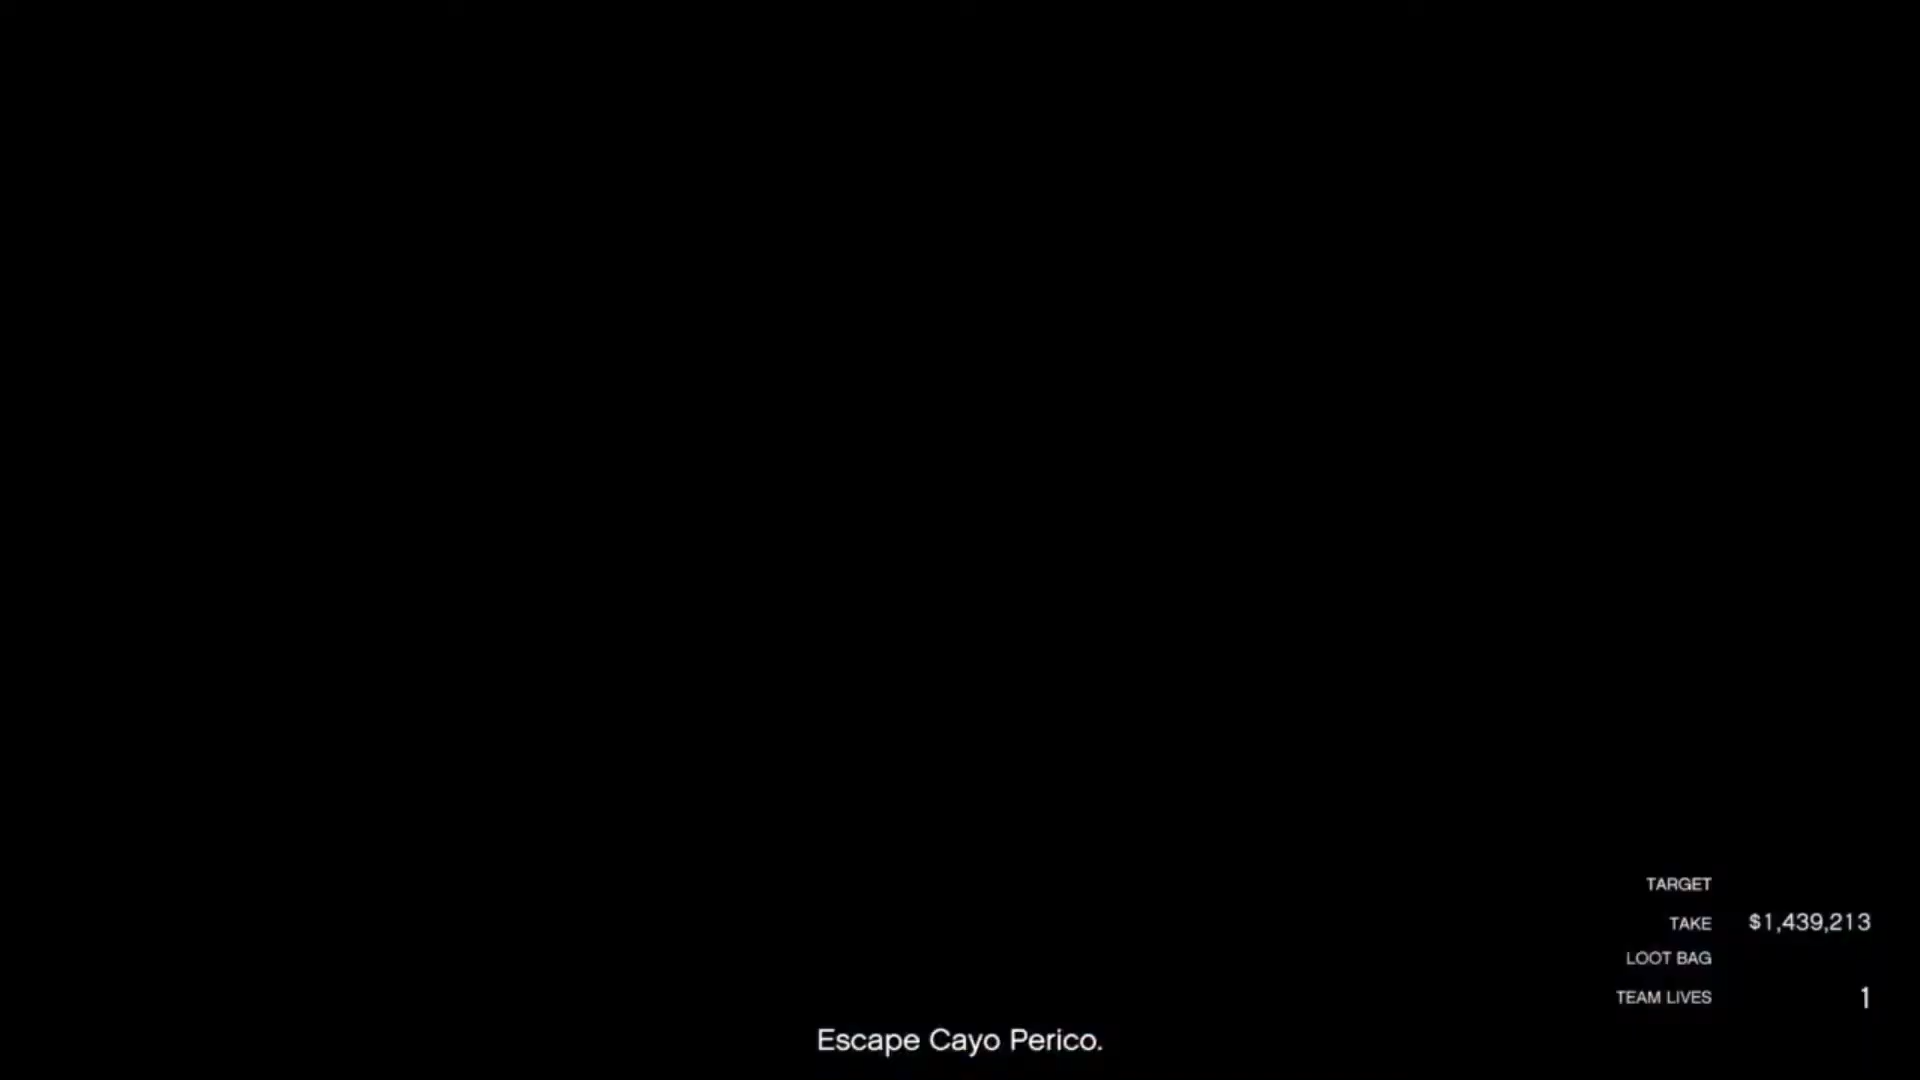 TARGET
TAKE $1,439,213
LOOT BAG
TEAM LIVES 1
Escape Cayo Perico.